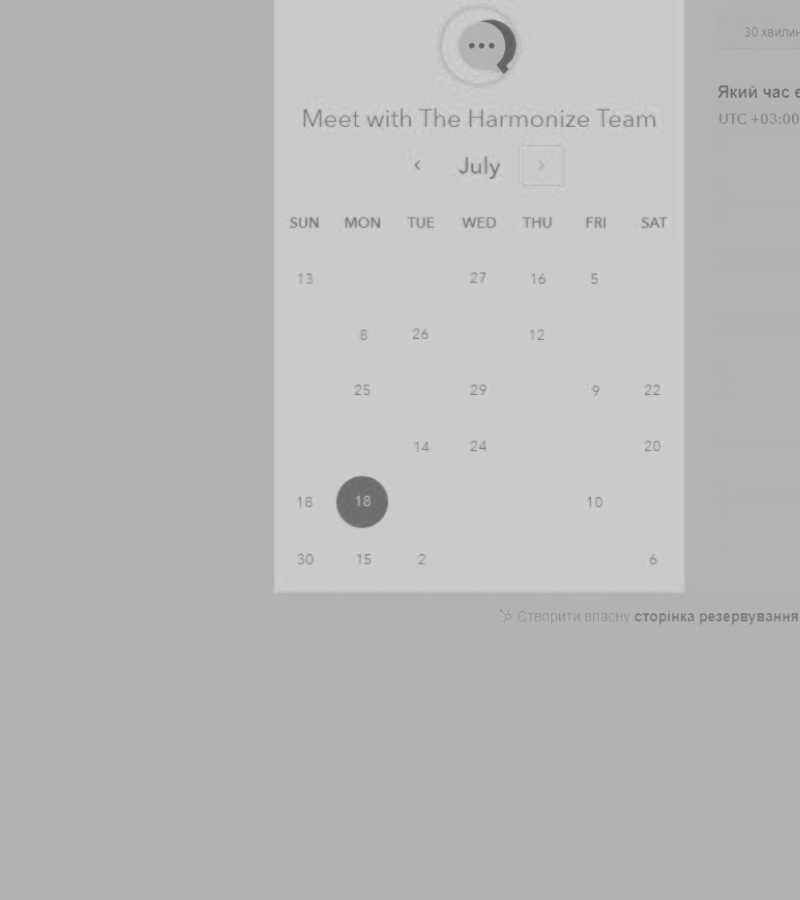 30 хвилин
Meet with The Harmonize Team
Який час
UTC +03:00
July
SUN MON TUE WED THU FRI SAT
13 27 16 5
8 26 12
25 29 9 22
14 24 20
18 18 10
30 15 2 6
Створити власну сторінка резервування